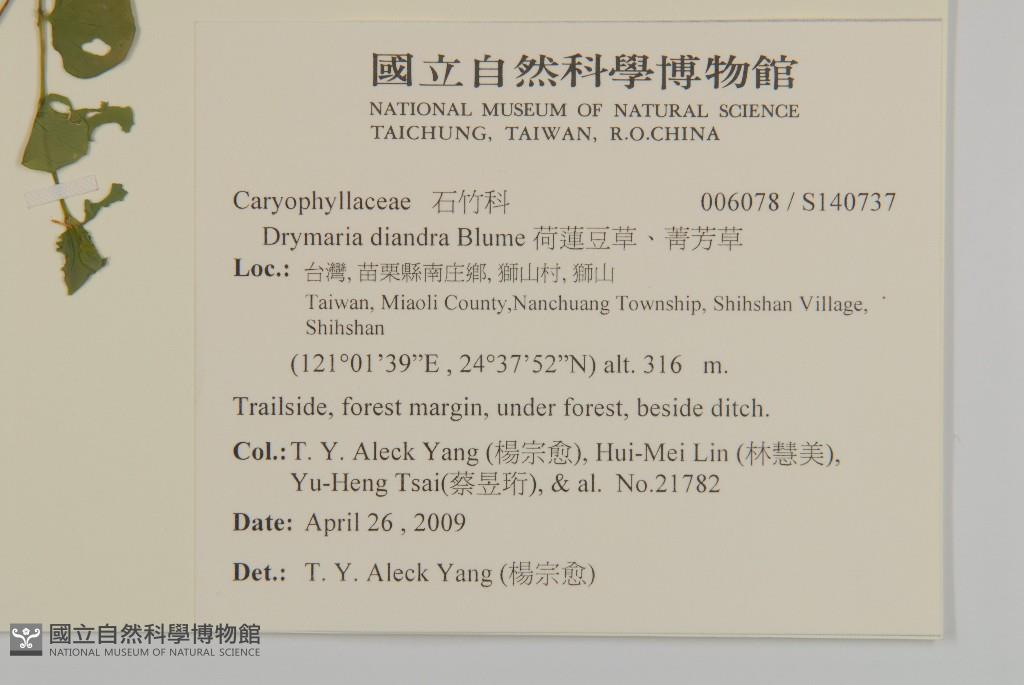 國立自然科學博物館
NATIONAL MUSEUM OF NATURAL SCIENCE
TAICHUNG, TAIWAN, R.O.CHINA
Caryophyllaceae 石竹科 006078 / S140737
Drymaria diandra Blume 荷蓮豆草、菁芳草
Loc.: 台灣, 苗栗縣南庄鄉, 獅山村, 獅山
Taiwan, Miaoli County,Nanchuang Township, Shihshan Village,
Shihshan
(121°01’39”E , 24°37’52”N) alt. 316 m.
Trailside, forest margin, under forest, beside ditch.
Col.: T. Y. Aleck Yang (楊宗愈), Hui-Mei Lin (林慧美),
Yu-Heng Tsai(蔡昱珩), & al. No.21782
Date: April 26 , 2009
Det.: T. Y. Aleck Yang (楊宗愈)
國立自然科學博物館
NATIONAL MUSEUM OF NATURAL SCIENCE